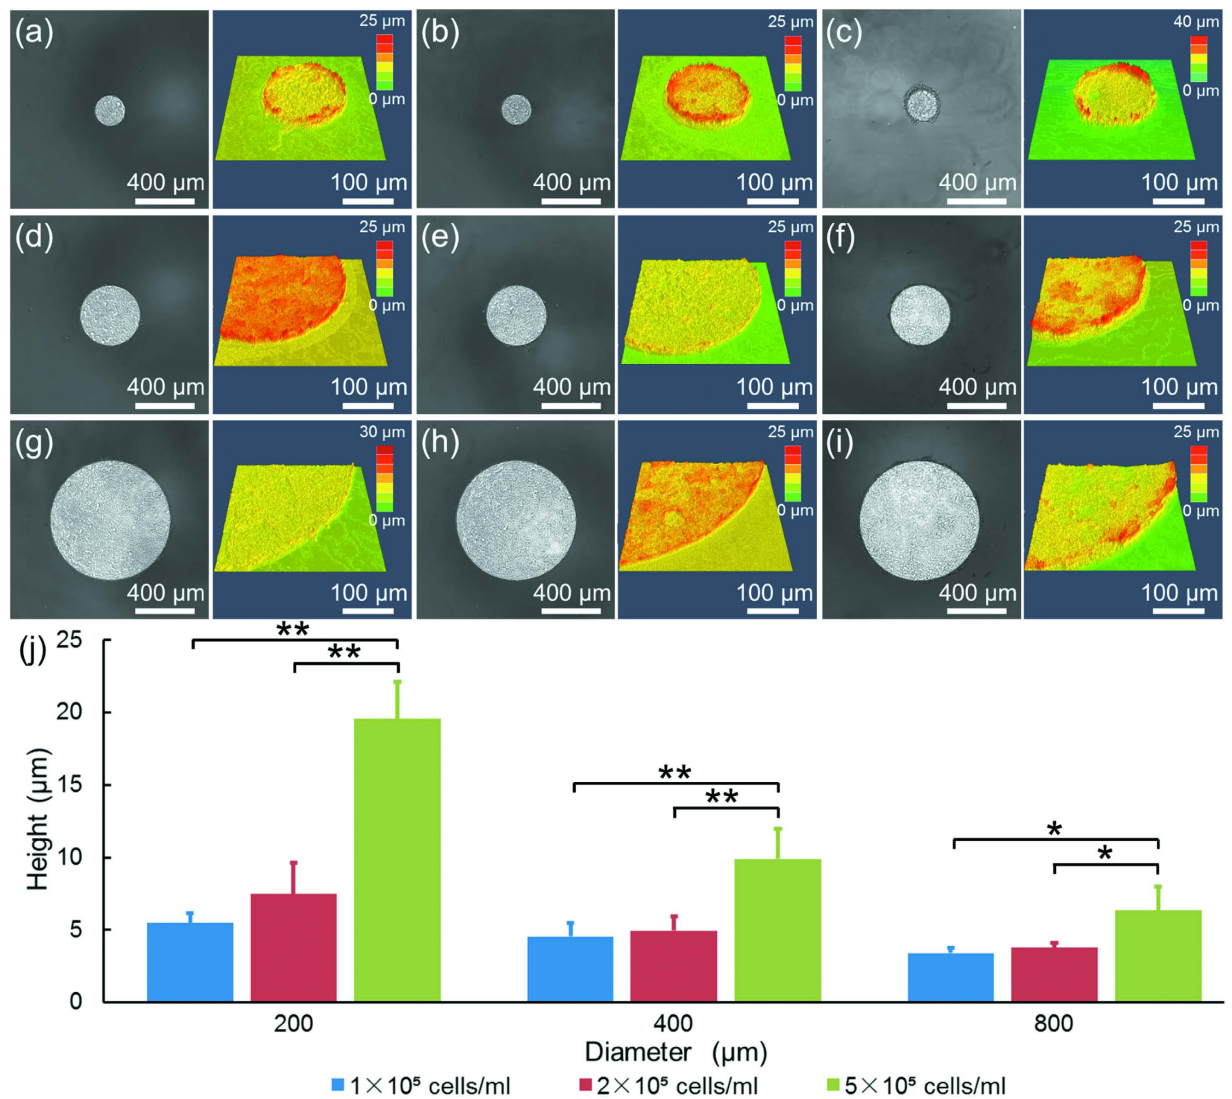 (a)
400 μm
25 μm
0 μm
100 μm
(b)
400 μm
25 μm
0 μm
100 μm
(c)
400 μm
40 μm
0 μm
100 μm
(d)
400 μm
25 μm
0 μm
100 μm
(e)
400 μm
25 μm
0 μm
100 μm
(f)
400 μm
25 μm
0 μm
100 μm
(g)
400 μm
30 μm
0 μm
100 μm
(h)
400 μm
25 μm
0 μm
100 μm
(i)
400 μm
25 μm
0 μm
100 μm
(j)
Height (μm)
25
20
15
10
5
0
**
**
**
**
*
*
200
400
800
Diameter (μm)
1×10⁵ cells/ml
2×10⁵ cells/ml
5×10⁵ cells/ml